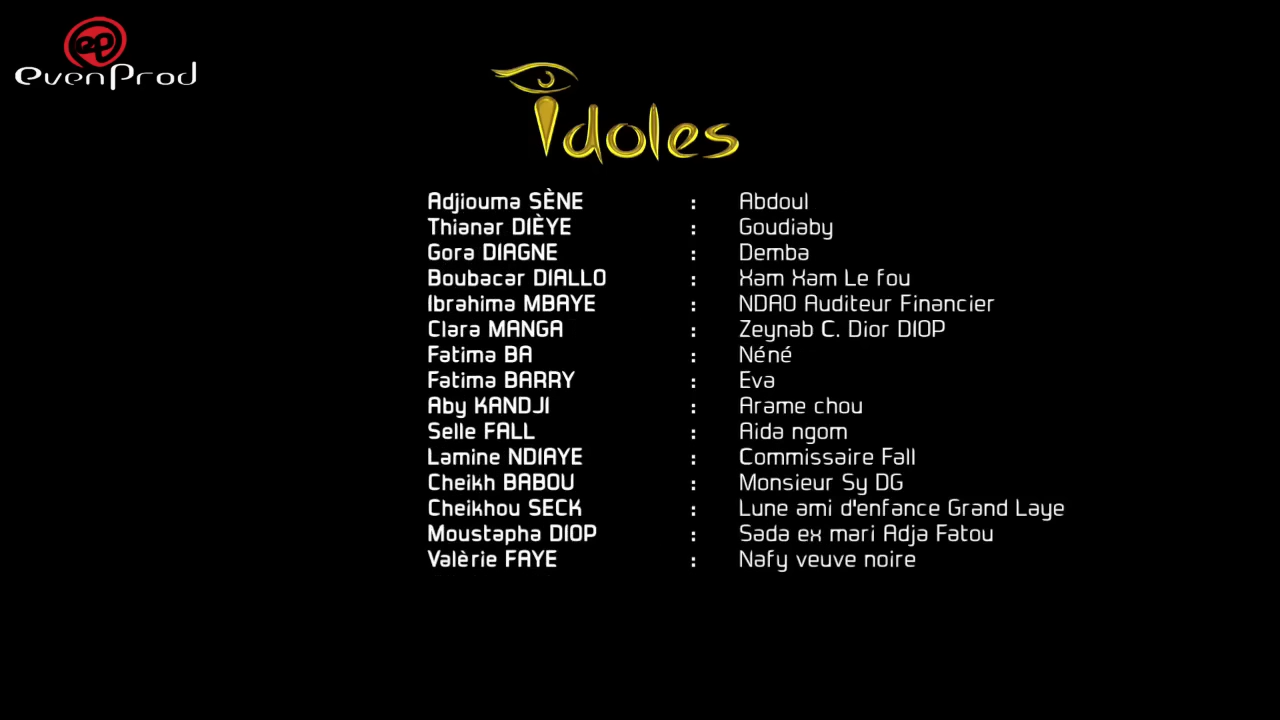 ep
evenProd
idoles
Adjiouma SÈNE : Abdoul
Thianar DIÈYE : Goudiaby
Gora DIAGNE : Demba
Boubacar DIALLO : Xam Xam Le fou
Ibrahima MBAYE : NDAO Auditeur Financier
Clara MANGA : Zeynab C. Dior DIOP
Fatima BA : Néné
Fatima BARRY : Eva
Aby KANDJI : Arame chou
Selle FALL : Aida ngom
Lamine NDIAYE : Commissaire Fall
Cheikh BABOU : Monsieur Sy DG
Cheikhou SECK : Lune ami d'enfance Grand Laye
Moustapha DIOP : Sada ex mari Adja Fatou
Valèrie FAYE : Nafy veuve noire